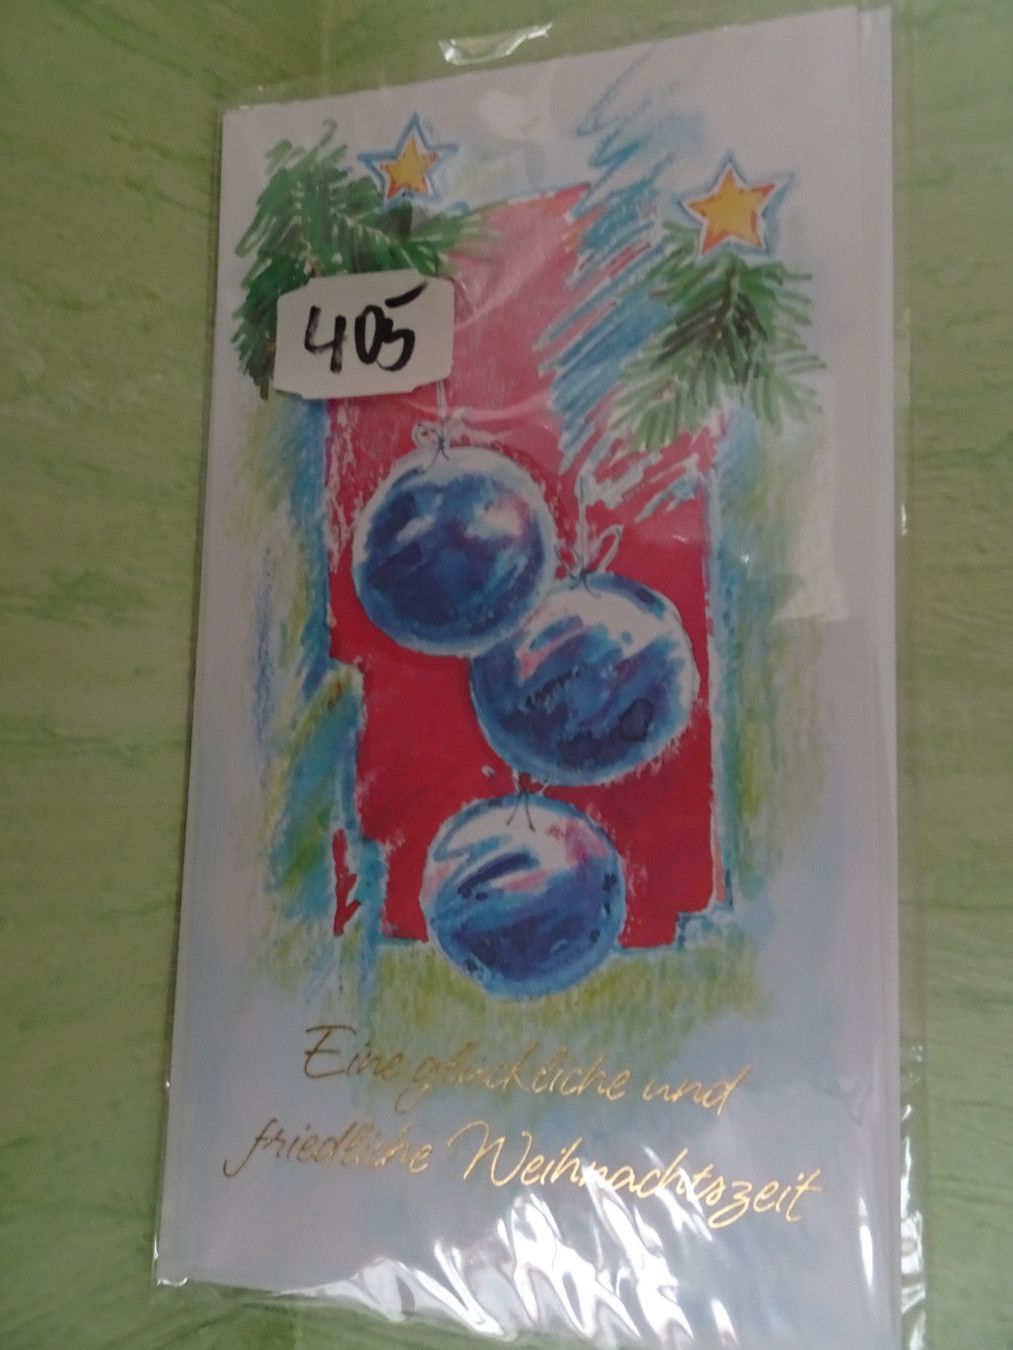 405
Eine glückliche und
friedliche Weihnachtszeit